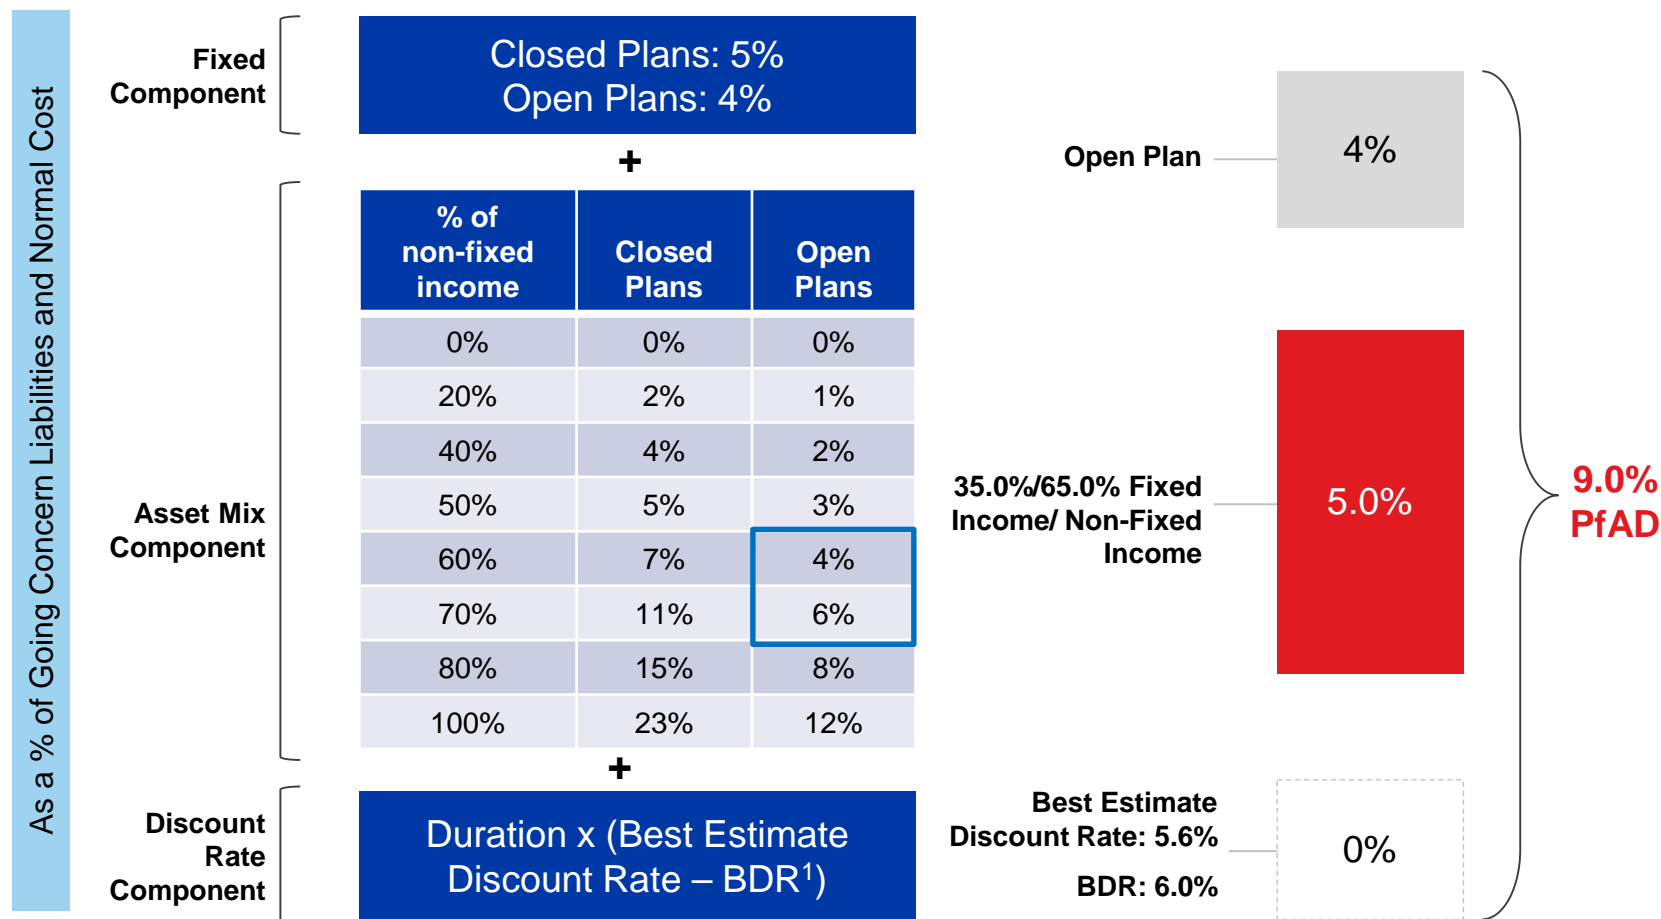 As a % of Going Concern Liabilities and Normal Cost
Fixed
Component
Closed Plans: 5%
Open Plans: 4%
+
Asset Mix
Component
% of
non-fixed
income
Closed
Plans
Open
Plans
0% 0% 0%
20% 2% 1%
40% 4% 2%
50% 5% 3%
60% 7% 4%
70% 11% 6%
80% 15% 8%
100% 23% 12%
+
Discount
Rate
Component
Duration x (Best Estimate
Discount Rate – BDR¹)
Open Plan
4%
35.0%/65.0% Fixed
Income/ Non-Fixed
Income
5.0%
Best Estimate
Discount Rate: 5.6%
BDR: 6.0%
0%
9.0%
PfAD